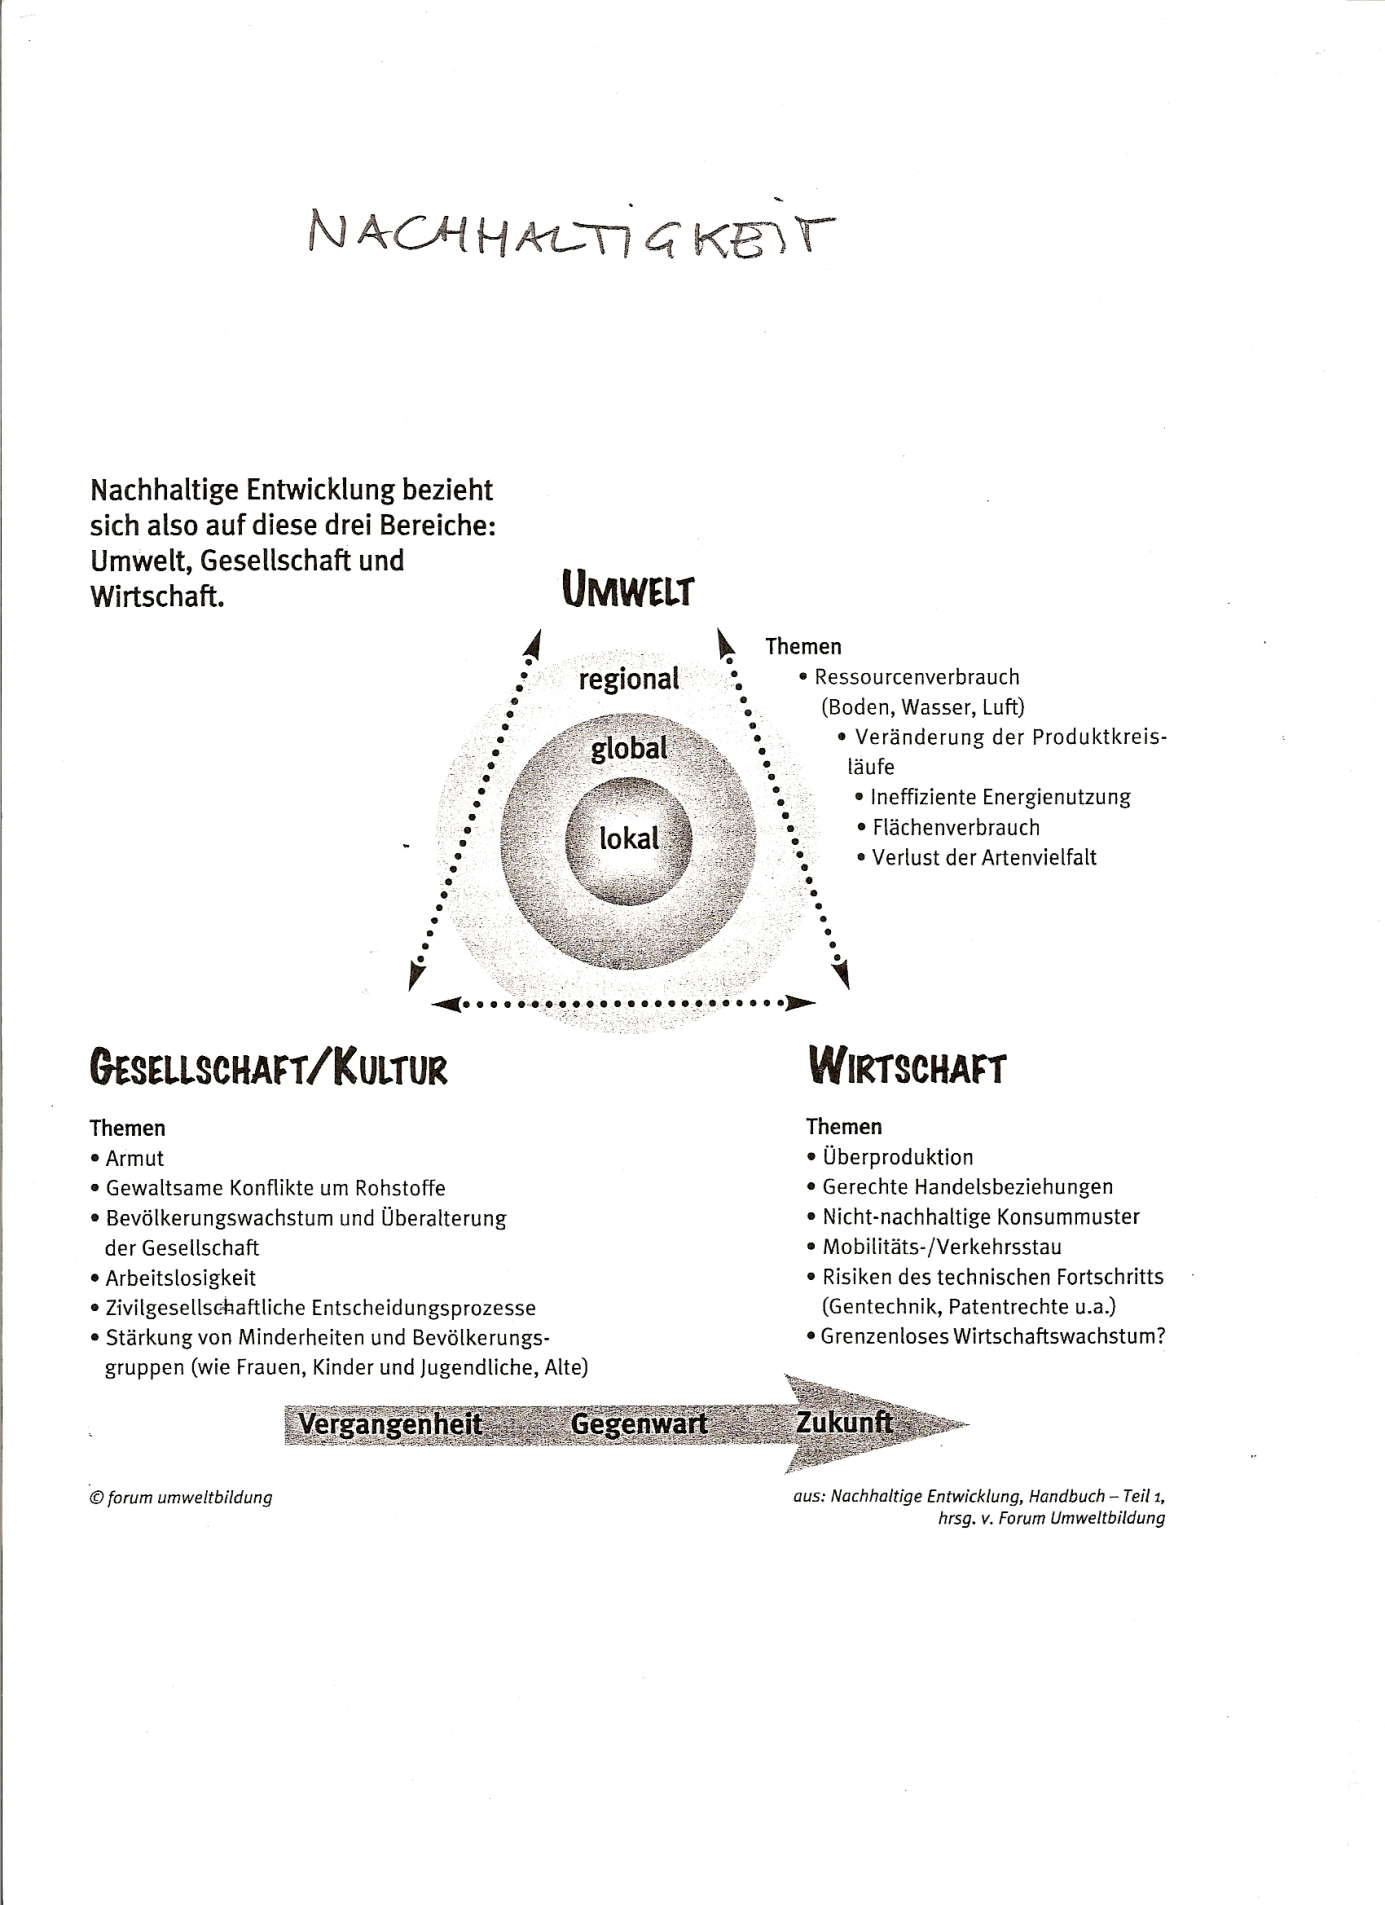 NACHHALTIGKEIT
Nachhaltige Entwicklung bezieht
sich also auf diese drei Bereiche:
Umwelt, Gesellschaft und
Wirtschaft.
UMWELT
regional
global
lokal
Themen
• Ressourcenverbrauch
(Boden, Wasser, Luft)
• Veränderung der Produktkreis-
läufe
• Ineffiziente Energienutzung
• Flächenverbrauch
• Verlust der Artenvielfalt
GESELLSCHAFT/KULTUR
Themen
• Armut
• Gewaltsame Konflikte um Rohstoffe
• Bevölkerungswachstum und Überalterung
der Gesellschaft
• Arbeitslosigkeit
• Zivilgesellschaftliche Entscheidungsprozesse
• Stärkung von Minderheiten und Bevölkerungs-
gruppen (wie Frauen, Kinder und Jugendliche, Alte)
WIRTSCHAFT
Themen
• Überproduktion
• Gerechte Handelsbeziehungen
• Nicht-nachhaltige Konsummuster
• Mobilitäts-/Verkehrsstau
• Risiken des technischen Fortschritts
(Gentechnik, Patentrechte u.a.)
• Grenzenloses Wirtschaftswachstum?
Vergangenheit Gegenwart Zukunft
© forum umweltbildung
aus: Nachhaltige Entwicklung, Handbuch – Teil 1,
hrsg. v. Forum Umweltbildung